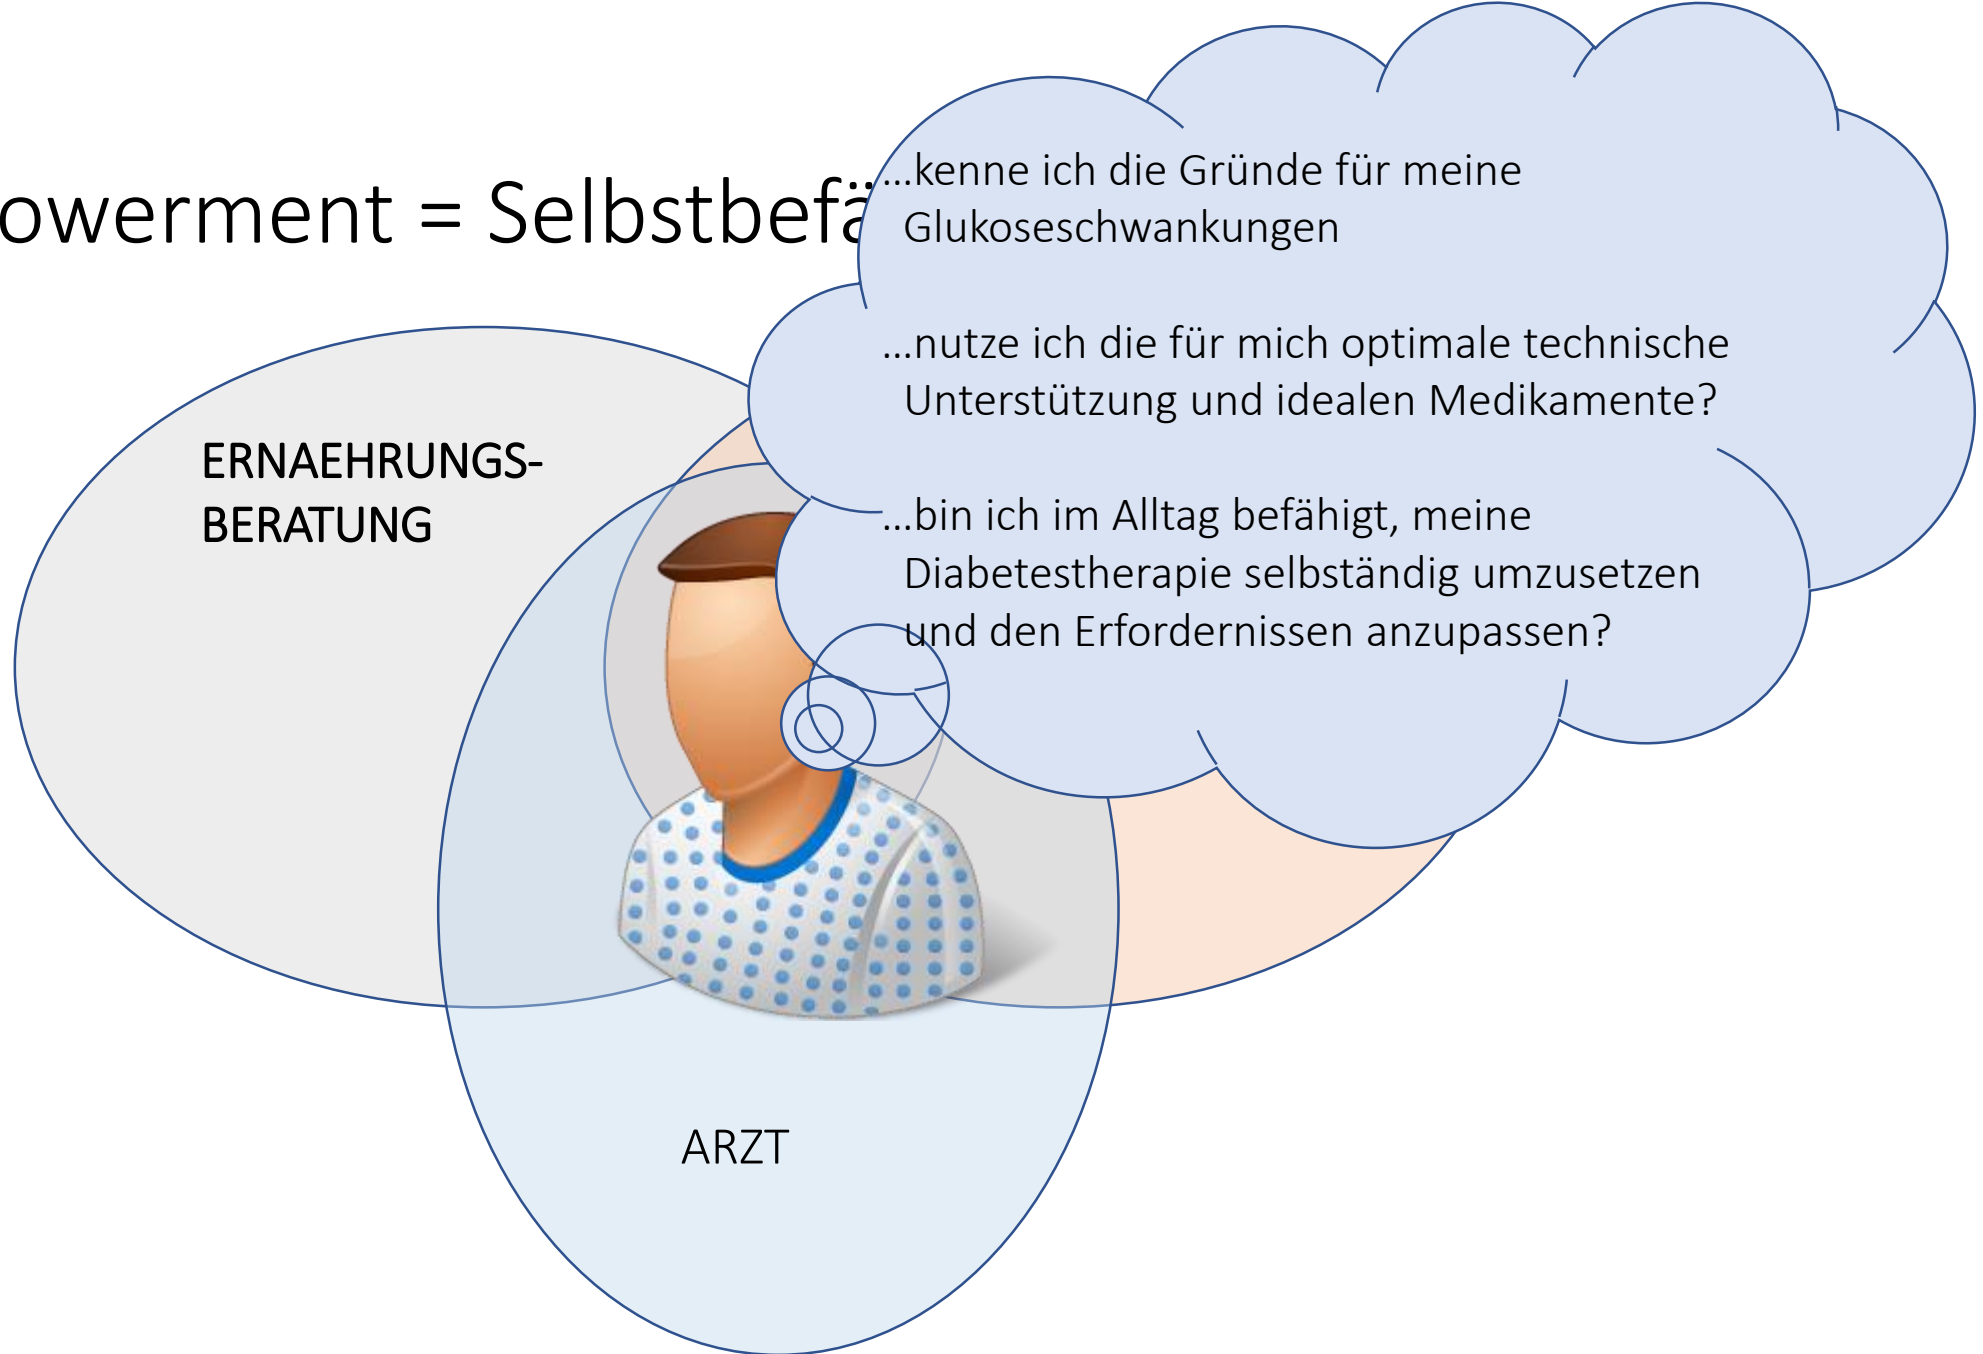 owerment = Selbstbefä
...kenne ich die Gründe für meine
Glukoseschwankungen
...nutze ich die für mich optimale technische
Unterstützung und idealen Medikamente?
...bin ich im Alltag befähigt, meine
Diabetestherapie selbständig umzusetzen
und den Erfordernissen anzupassen?
ERNAEHRUNGS-
BERATUNG
ARZT